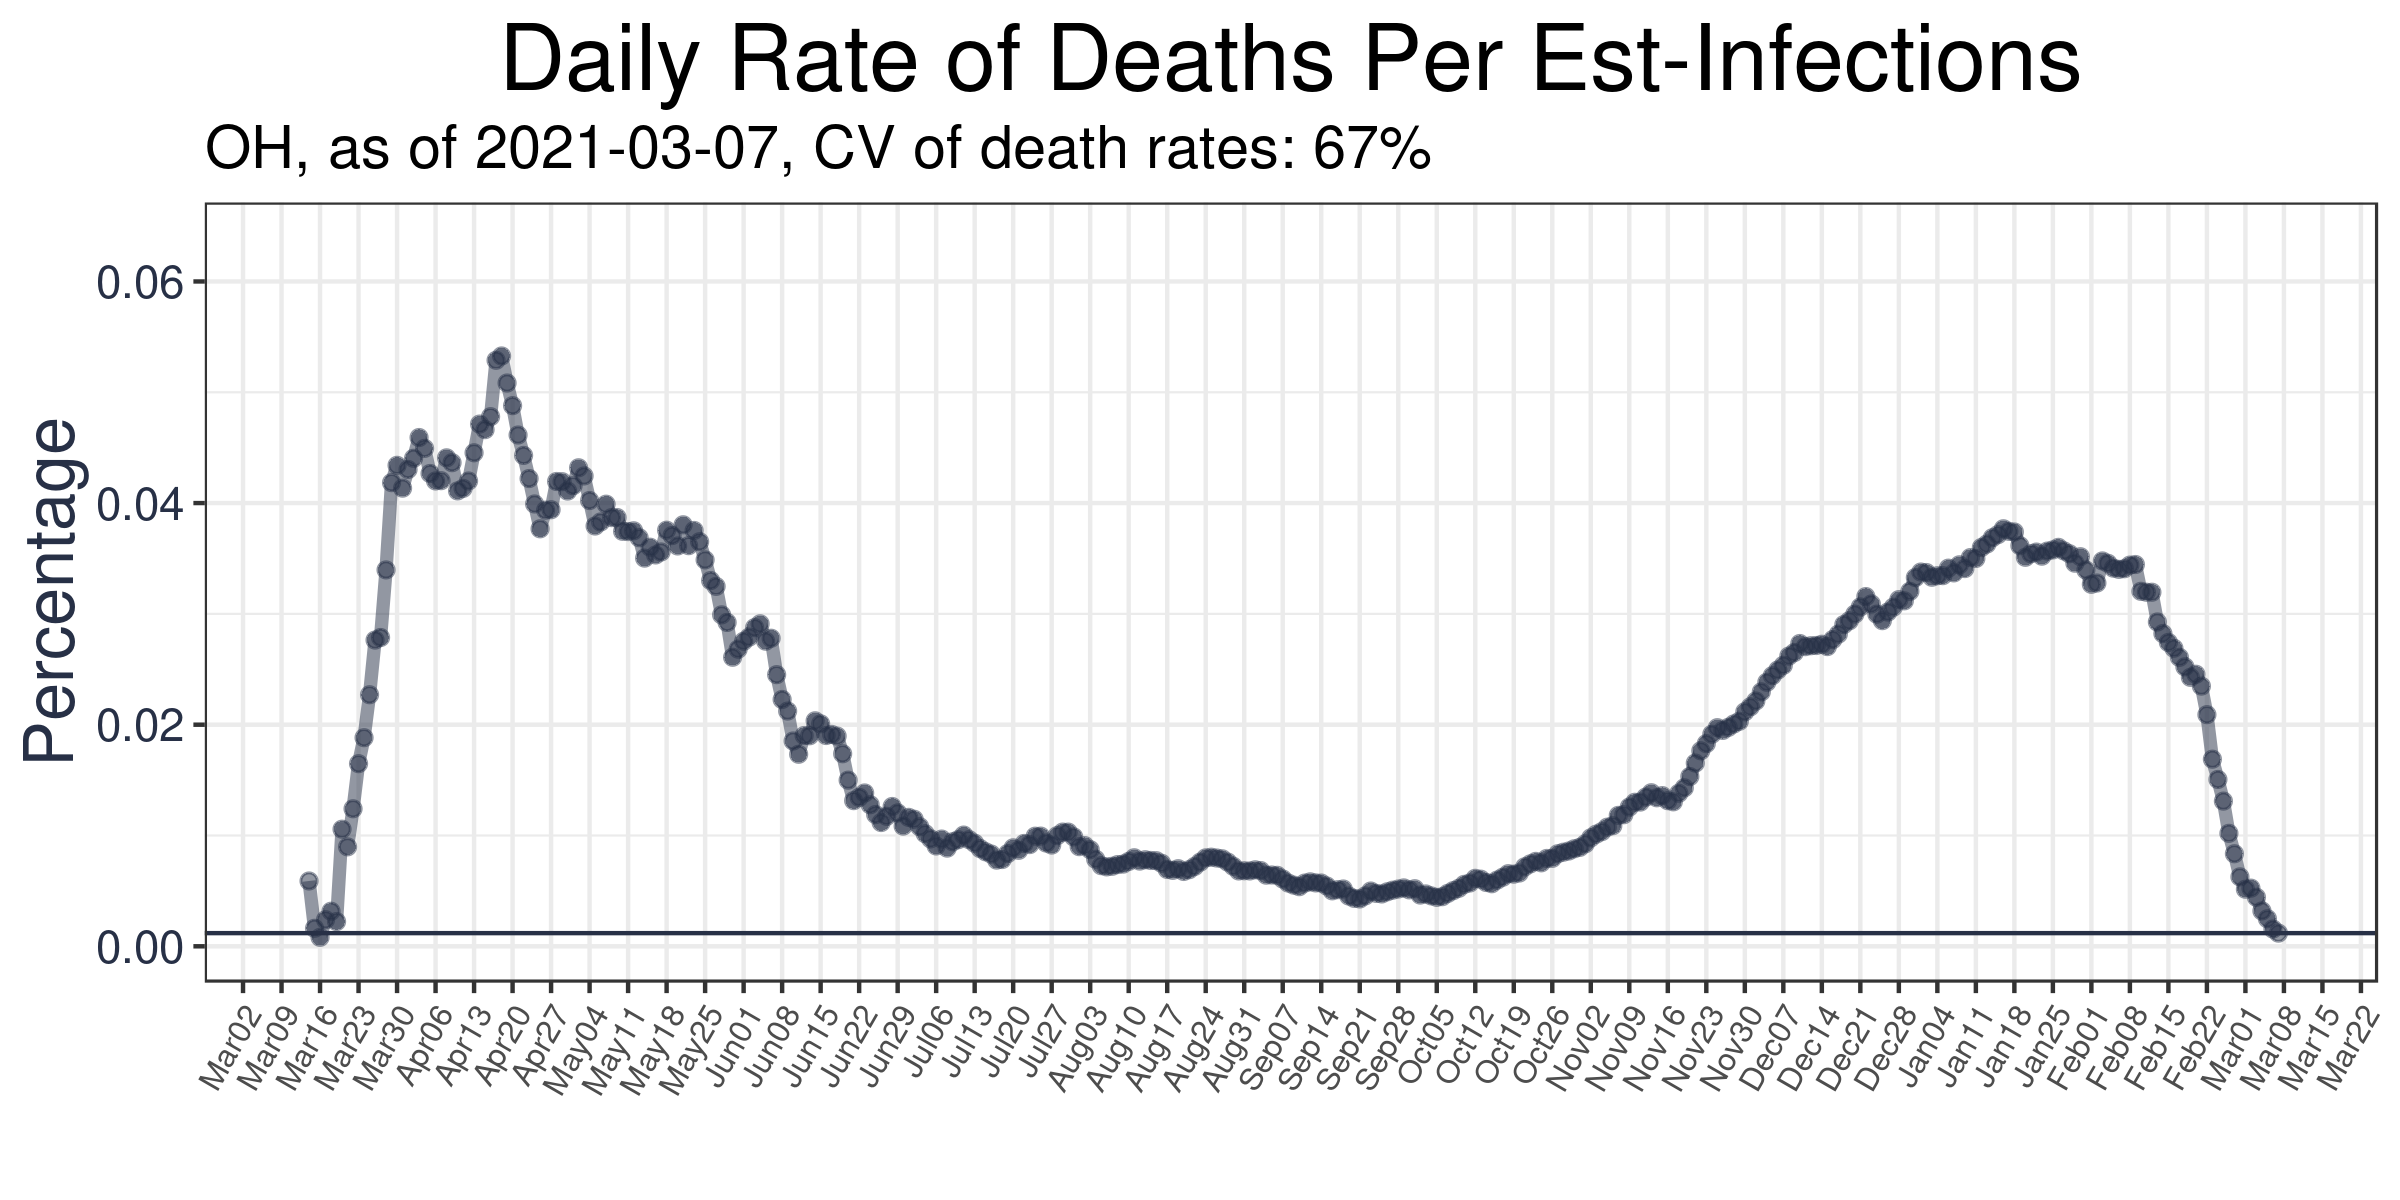 Daily Rate of Deaths Per Est-Infections
OH, as of 2021-03-07, CV of death rates: 67%
Percentage
0.06
0.04
0.02
0.00
Mar02
Mar09
Mar16
Mar23
Mar30
Apr06
Apr13
Apr20
Apr27
May04
May11
May18
May25
Jun01
Jun08
Jun15
Jun22
Jun29
Jul06
Jul13
Jul20
Jul27
Aug03
Aug10
Aug17
Aug24
Aug31
Sep07
Sep14
Sep21
Sep28
Oct05
Oct12
Oct19
Oct26
Nov02
Nov09
Nov16
Nov23
Nov30
Dec07
Dec14
Dec21
Dec28
Jan04
Jan11
Jan18
Jan25
Feb01
Feb08
Feb15
Feb22
Mar01
Mar08
Mar15
Mar22